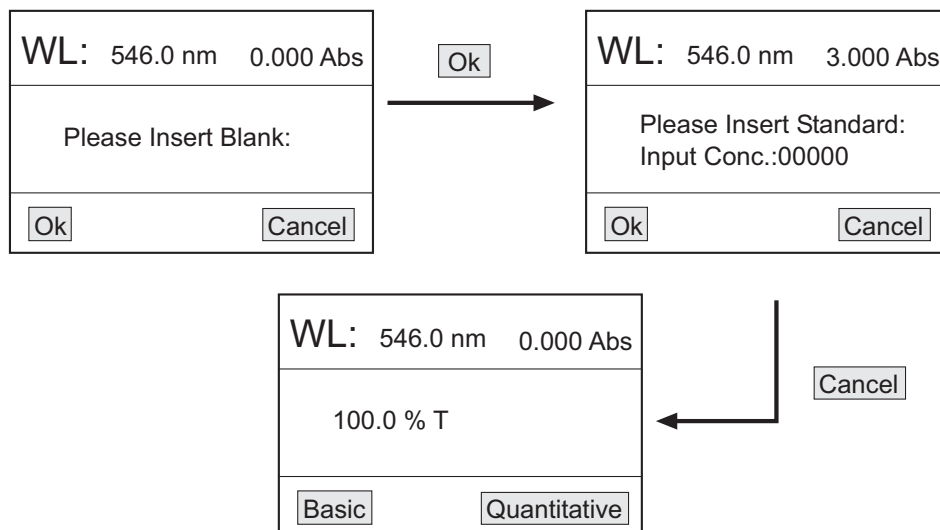 WL: 546.0 nm 0.000 Abs
Please Insert Blank:
Ok Cancel
Ok
WL: 546.0 nm 3.000 Abs
Please Insert Standard:
Input Conc.:00000
Ok Cancel
Cancel
WL: 546.0 nm 0.000 Abs
100.0 % T
Basic Quantitative